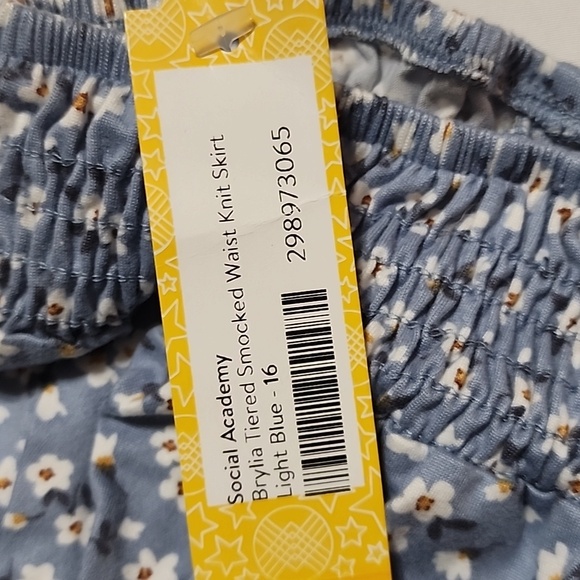 Social Academy
Brylia Tiered Smocked Waist Knit Skirt
Light Blue - 16
298973065